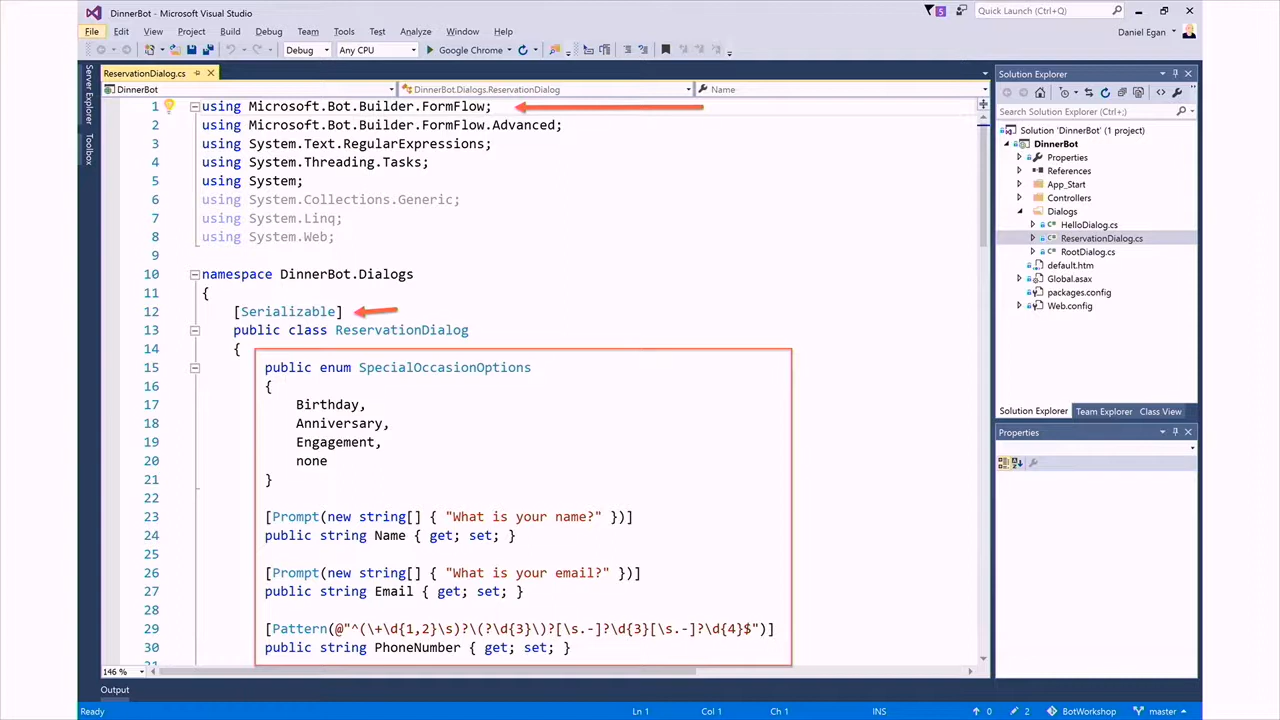 DinnerBot - Microsoft Visual Studio
5
Quick Launch (Ctrl+Q)
File Edit View Project Build Debug Team Tools Test Analyze Window Help
Daniel Egan
Debug Any CPU Google Chrome
Server Explorer
Toolbox
ReservationDialog.cs
DinnerBot DinnerBot.Dialogs.ReservationDialog Name
1 using Microsoft.Bot.Builder.FormFlow;
2 using Microsoft.Bot.Builder.FormFlow.Advanced;
3 using System.Text.RegularExpressions;
4 using System.Threading.Tasks;
5 using System;
6 using System.Collections.Generic;
7 using System.Linq;
8 using System.Web;
9
10 namespace DinnerBot.Dialogs
11 {
12 [Serializable]
13 public class ReservationDialog
14 {
15 public enum SpecialOccasionOptions
16 {
17 Birthday,
18 Anniversary,
19 Engagement,
20 none
21 }
22
23 [Prompt(new string[] { "What is your name?" })]
24 public string Name { get; set; }
25
26 [Prompt(new string[] { "What is your email?" })]
27 public string Email { get; set; }
28
29 [Pattern(@"^(\+\d{1,2}\s)?\(?\d{3}\)?[\s.-]?\d{3}[\s.-]?\d{4}$")]
30 public string PhoneNumber { get; set; }
31
146 %
Solution Explorer
Search Solution Explorer (Ctrl+;)
Solution 'DinnerBot' (1 project)
DinnerBot
Properties
References
App_Start
Controllers
Dialogs
HelloDialog.cs
ReservationDialog.cs
RootDialog.cs
default.htm
Global.asax
packages.config
Web.config
Solution Explorer Team Explorer Class View
Properties
Output
Ready Ln 1 Col 1 Ch 1 INS 0 2 BotWorkshop master